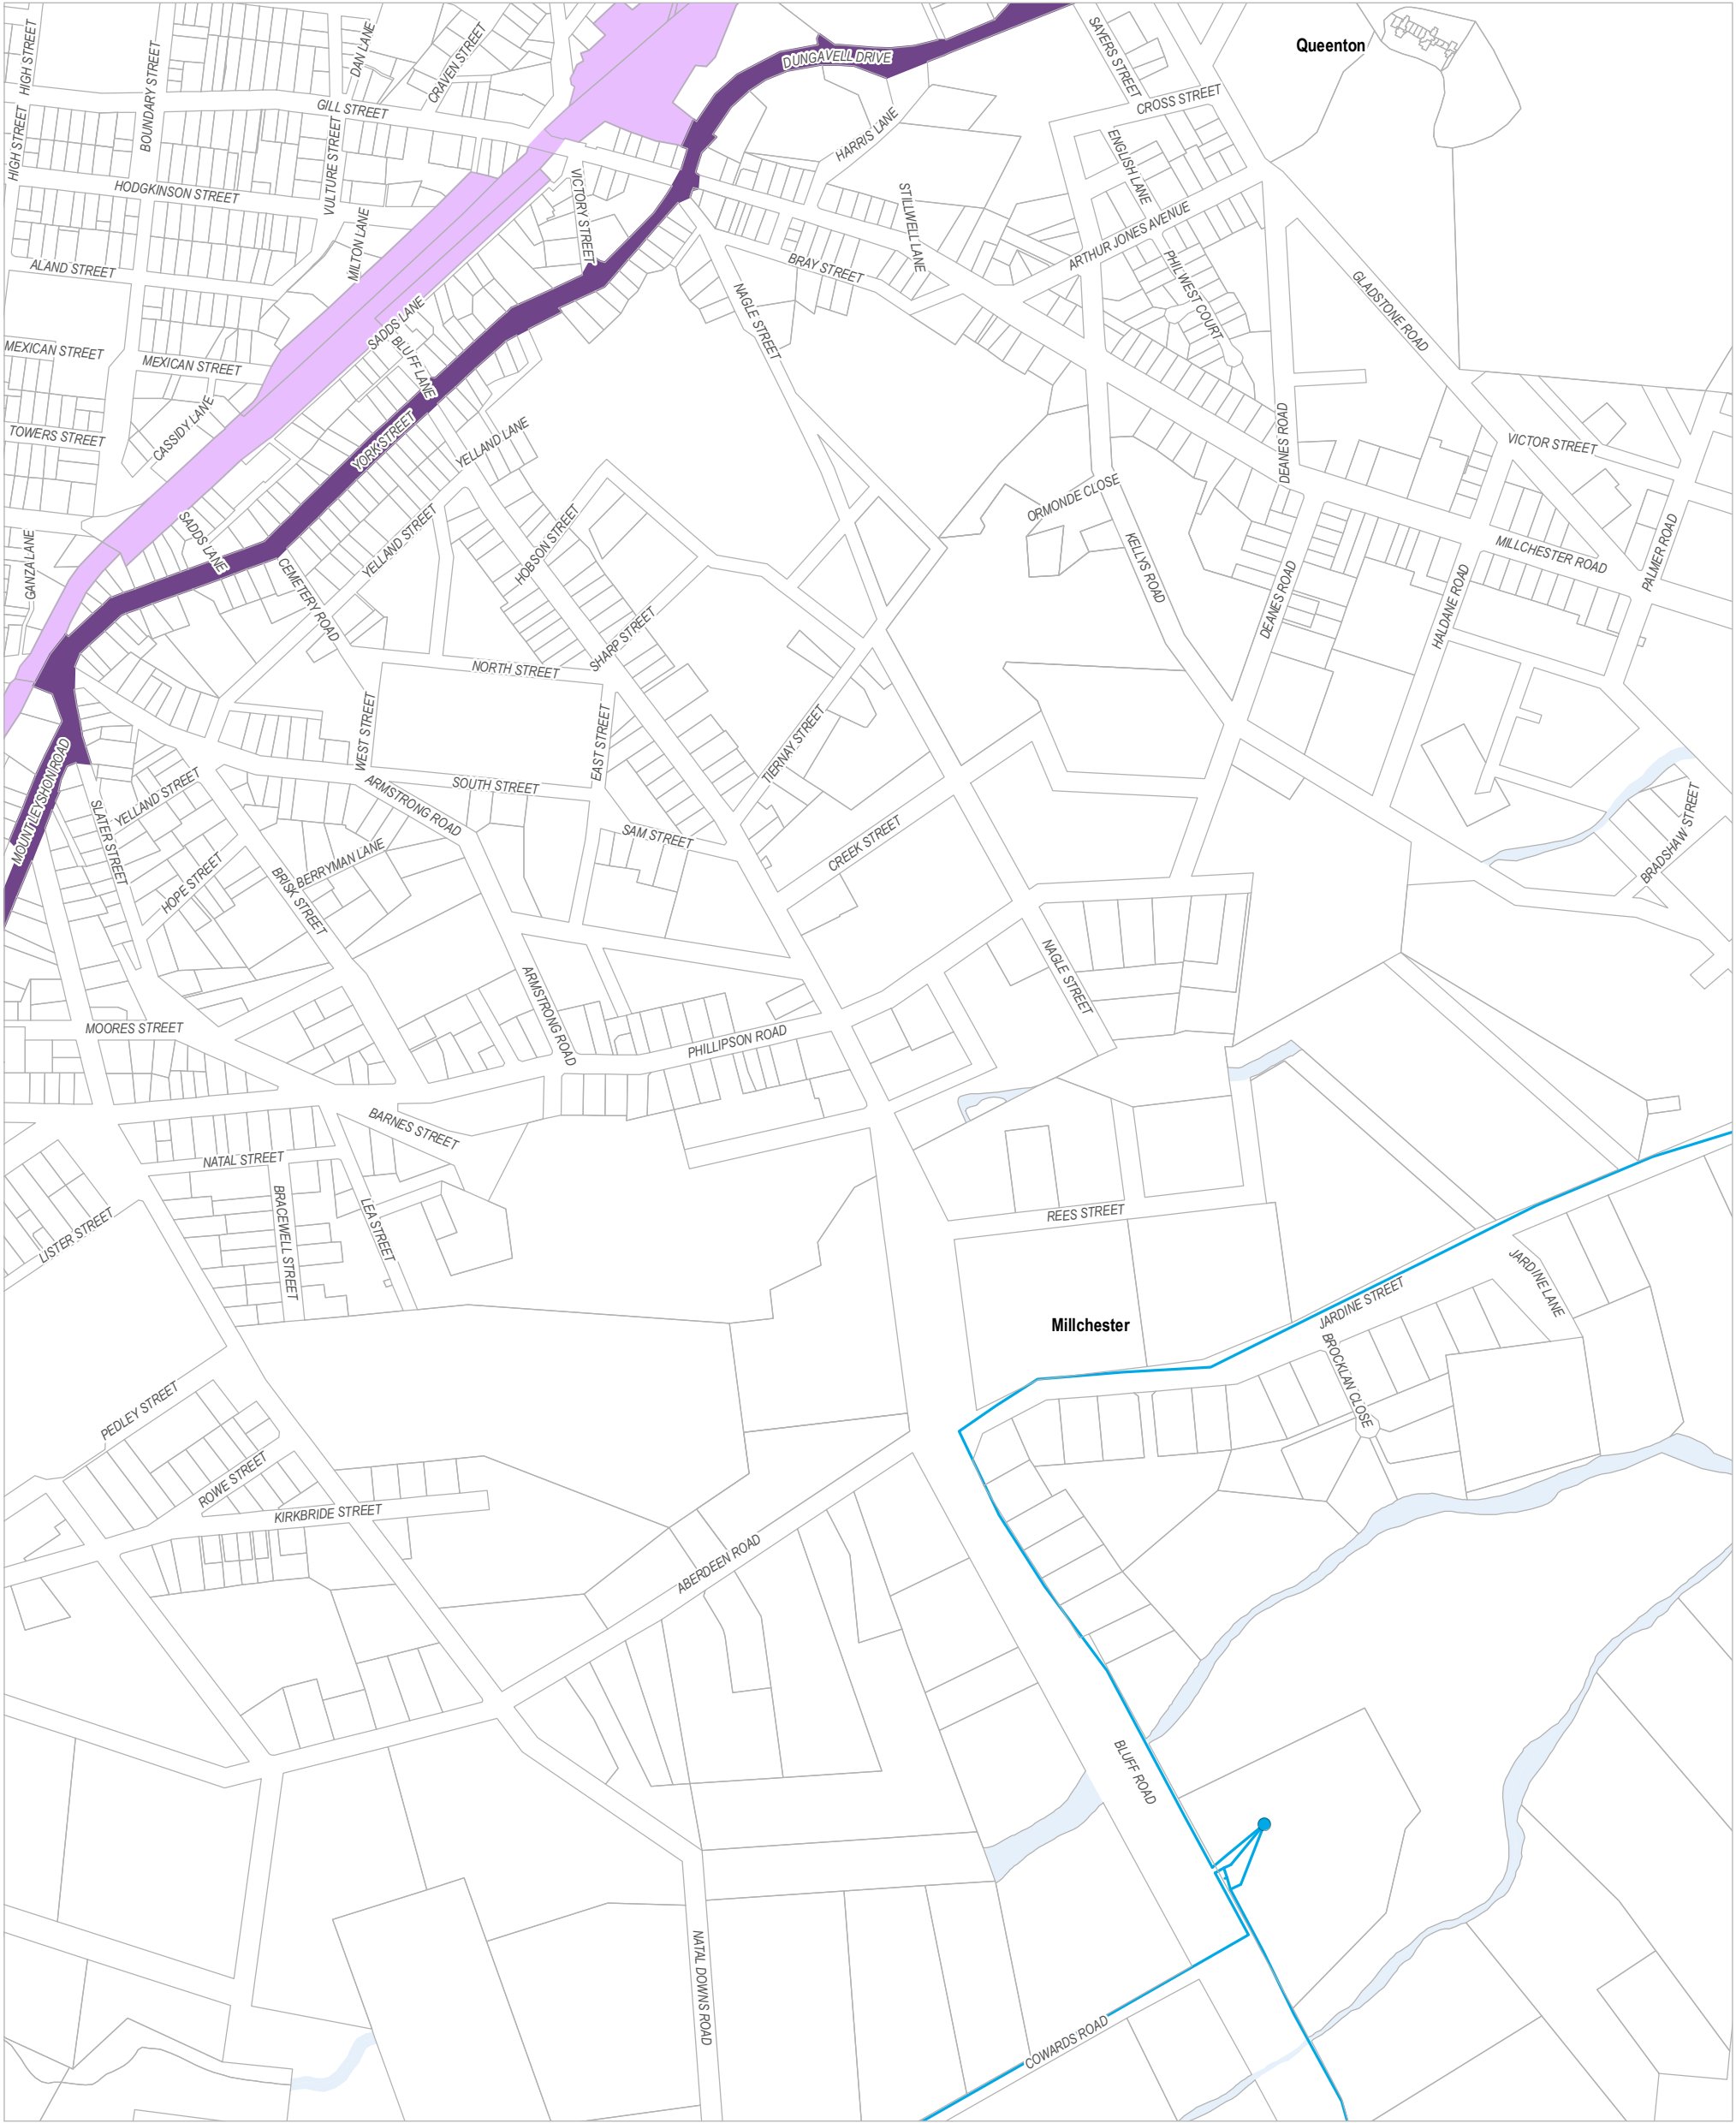 HIGH STREET
BOUNDARY STREET
DAN LANE
CRAVEN STREET
DUNGAVELL DRIVE
SAYERS STREET
Queenton
GILL STREET
CROSS STREET
HIGH STREET
VULTURE STREET
HARRIS LANE
ENGLISH LANE
HODGKINSON STREET
VICTORY STREET
STILLWELL LANE
MILTON LANE
ARTHUR JONES AVENUE
ALAND STREET
BRAY STREET
PHILWEST COURT
GLADSTONE ROAD
NAGLE STREET
SADDS LANE
MEXICAN STREET
MEXICAN STREET
BLUFF LANE
CASSIDY LANE
TOWERS STREET
YORK STREET
YELLAND LANE
DEANES ROAD
VICTOR STREET
ORMONDE CLOSE
SADDS LANE
YELLAND STREET
HOBSON STREET
KELLYS ROAD
MILLCHESTER ROAD
PALMER ROAD
GANZA LANE
CEMETERY ROAD
DEANES ROAD
HALDANE ROAD
SHARP STREET
NORTH STREET
WEST STREET
EAST STREET
TIERNAY STREET
MOUNTLEYSHON ROAD
YELLAND STREET
SOUTH STREET
ARMSTRONG ROAD
SLATER STREET
SAM STREET
CREEK STREET
BRADSHAW STREET
BERRYMAN LANE
HOPE STREET
BRISK STREET
NAGLE STREET
ARMSTRONG ROAD
MOORES STREET
PHILLIPSON ROAD
BARNES STREET
NATAL STREET
BRACEWELL STREET
LEA STREET
LISTER STREET
REES STREET
JARDINE STREET
JARDINE LANE
Millchester
BROCKLAN CLOSE
PEDLEY STREET
ROWE STREET
KIRKBRIDE STREET
ABERDEEN ROAD
BLUFF ROAD
NATAL DOWNS ROAD
COWARDS ROAD